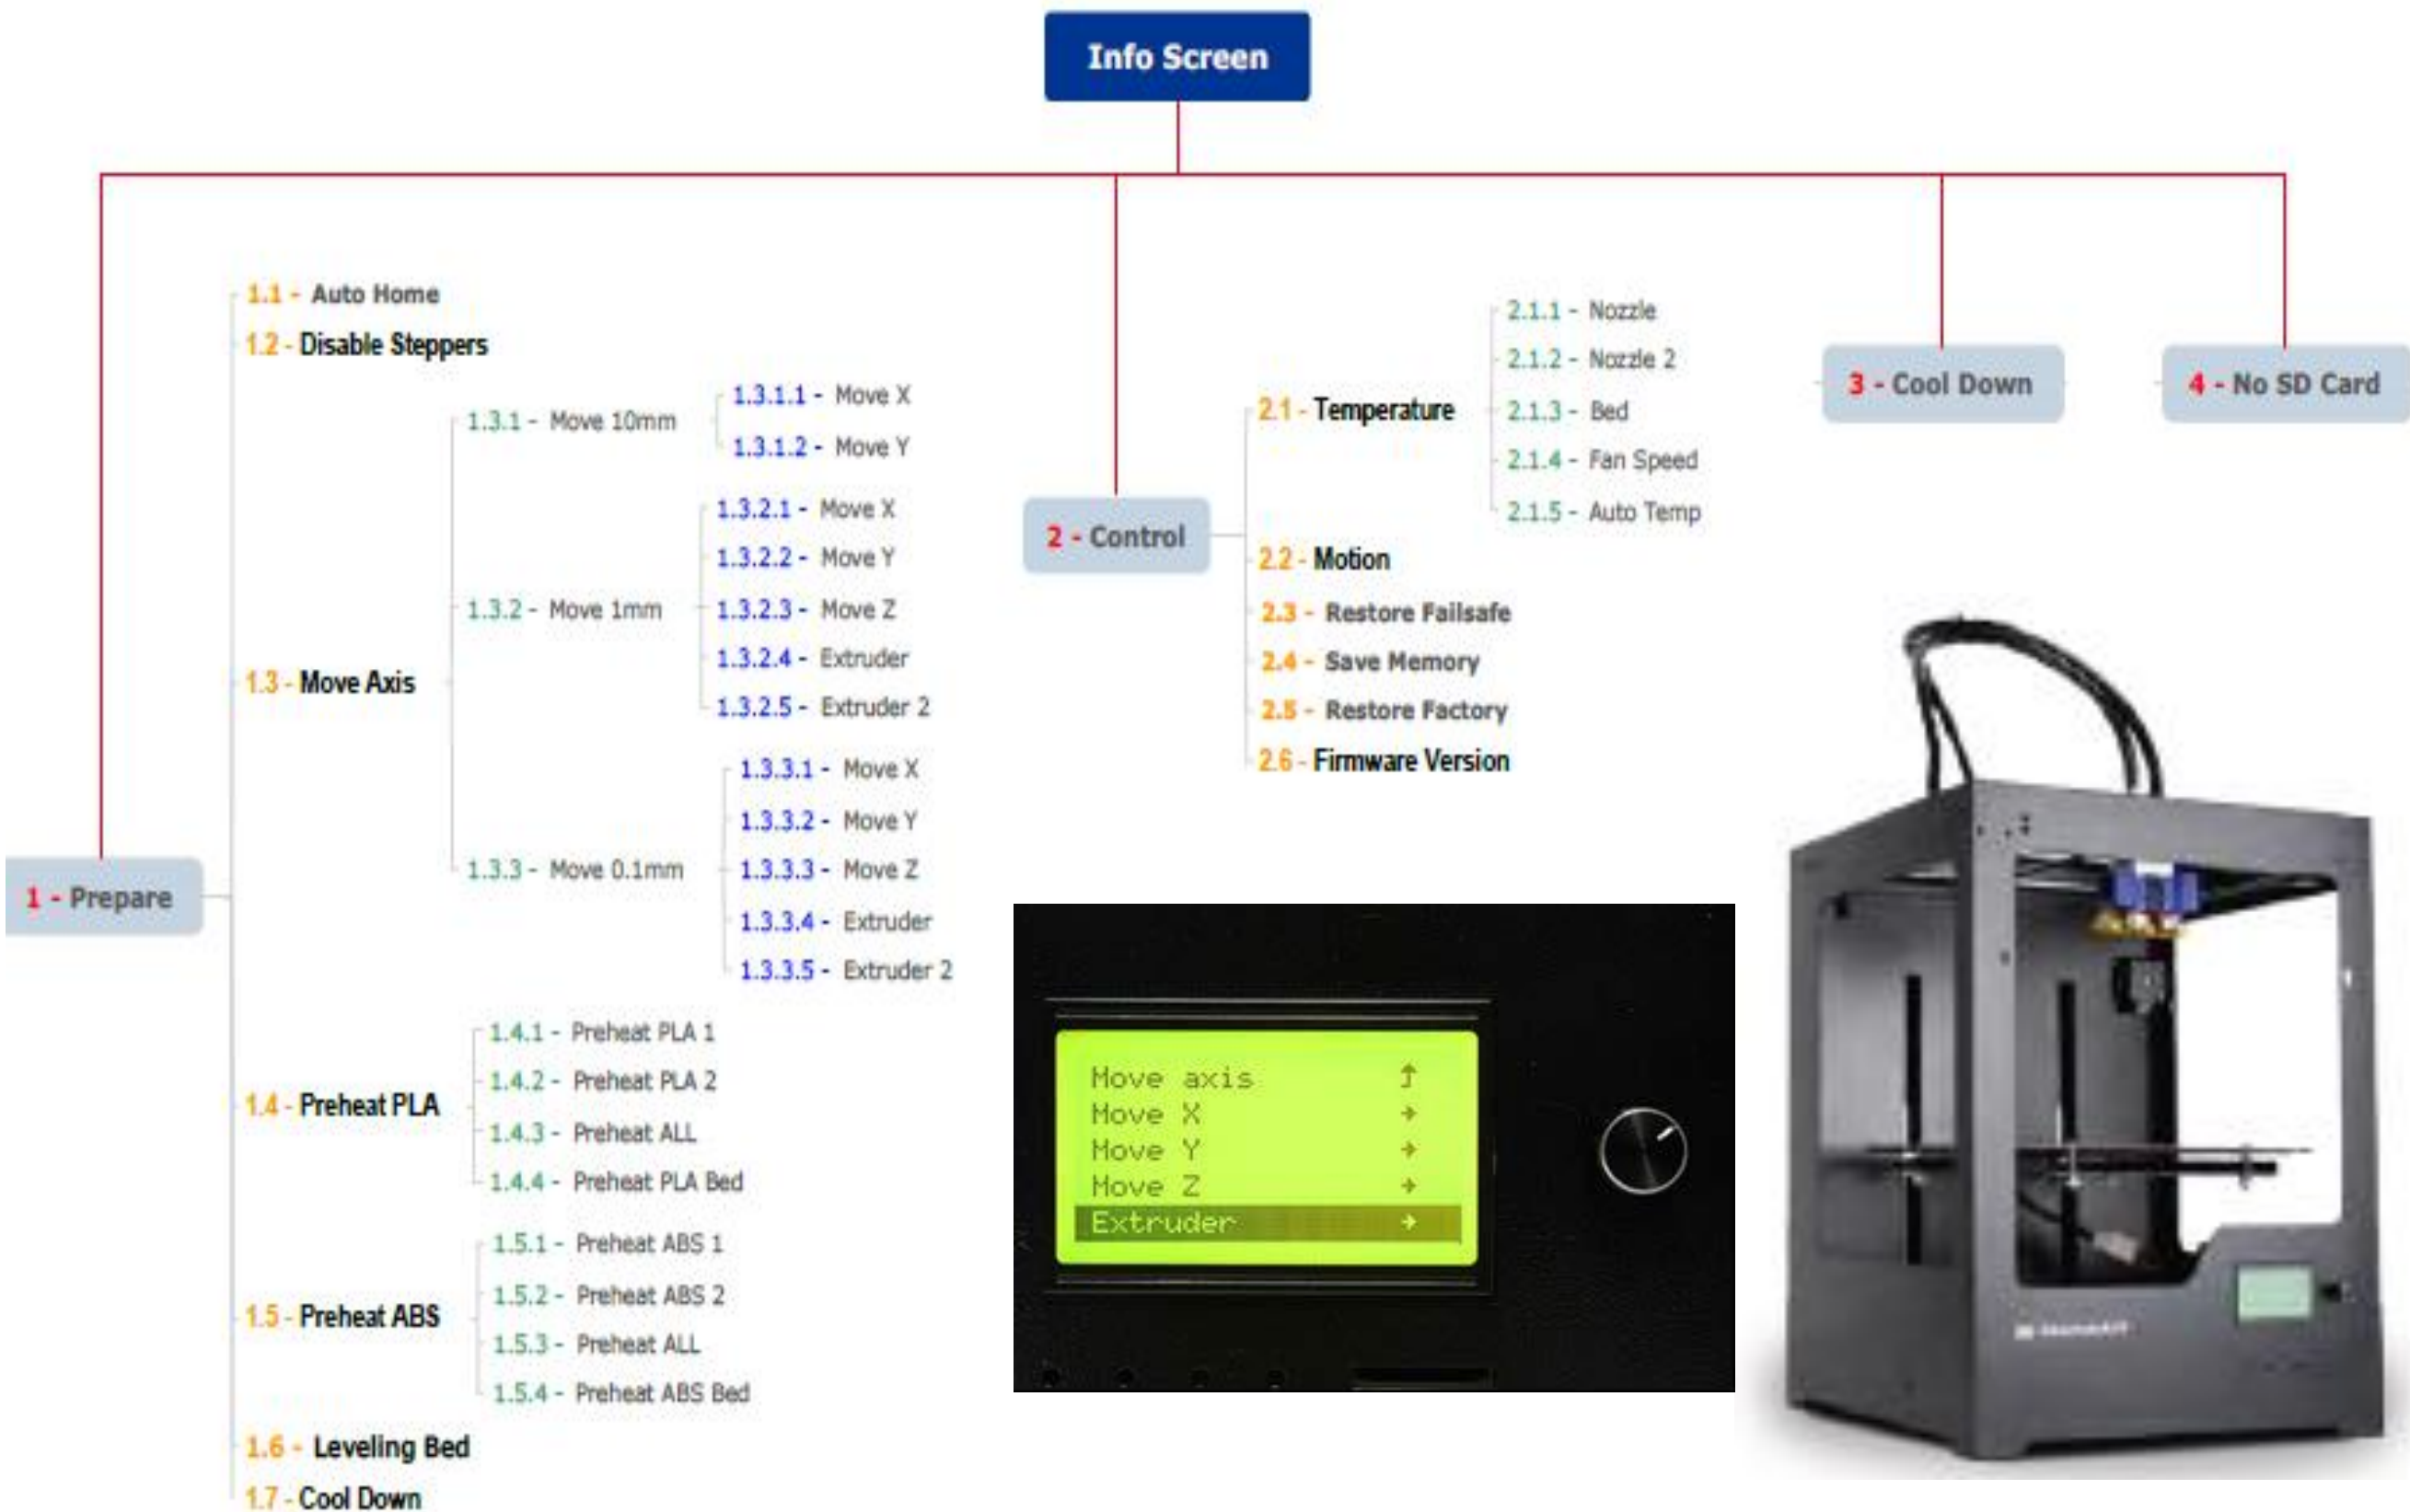 Info Screen
1 - Prepare
1.1 - Auto Home
1.2 - Disable Steppers
1.3 - Move Axis
1.3.1 - Move 10mm
1.3.1.1 - Move X
1.3.1.2 - Move Y
1.3.2 - Move 1mm
1.3.2.1 - Move X
1.3.2.2 - Move Y
1.3.2.3 - Move Z
1.3.2.4 - Extruder
1.3.2.5 - Extruder 2
1.3.3 - Move 0.1mm
1.3.3.1 - Move X
1.3.3.2 - Move Y
1.3.3.3 - Move Z
1.3.3.4 - Extruder
1.3.3.5 - Extruder 2
1.4 - Preheat PLA
1.4.1 - Preheat PLA 1
1.4.2 - Preheat PLA 2
1.4.3 - Preheat ALL
1.4.4 - Preheat PLA Bed
1.5 - Preheat ABS
1.5.1 - Preheat ABS 1
1.5.2 - Preheat ABS 2
1.5.3 - Preheat ALL
1.5.4 - Preheat ABS Bed
1.6 - Leveling Bed
1.7 - Cool Down
2 - Control
2.1 - Temperature
2.1.1 - Nozzle
2.1.2 - Nozzle 2
2.1.3 - Bed
2.1.4 - Fan Speed
2.1.5 - Auto Temp
2.2 - Motion
2.3 - Restore Failsafe
2.4 - Save Memory
2.5 - Restore Factory
2.6 - Firmware Version
3 - Cool Down
4 - No SD Card
Move axis
Move X
Move Y
Move Z
Extruder